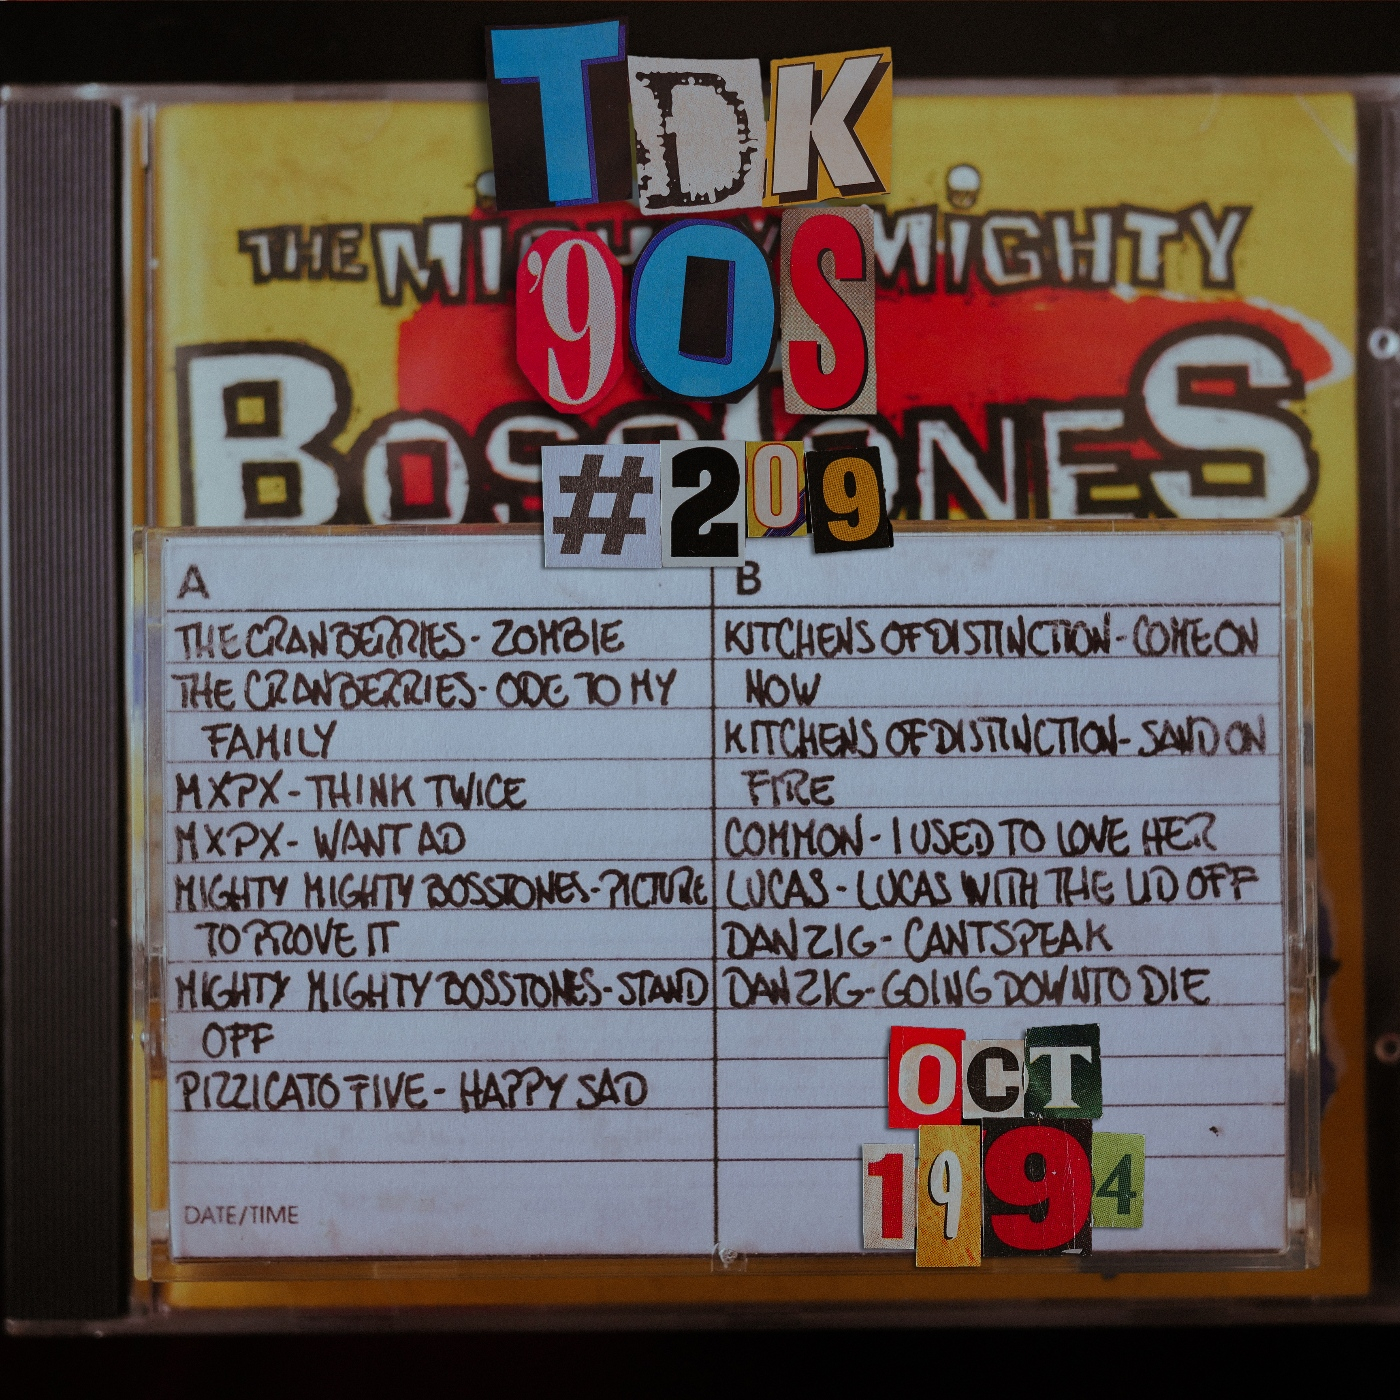 TDK
'90S
#209
THE MIGHTY MIGHTY
BOSSTONES
A
THE CRANBERRIES - ZOMBIE
THE CRANBERRIES - ODE TO MY
FAMILY
MXPX - THINK TWICE
MXPX - WANT AD
MIGHTY MIGHTY BOSSTONES - PICTURE
TO PROVE IT
MIGHTY MIGHTY BOSSTONES - STAND
OFF
PIZZICATO FIVE - HAPPY SAD
DATE/TIME
B
KITCHENS OF DISTINCTION - COME ON
NOW
KITCHENS OF DISTINCTION - SAND ON
FIRE
COMMON - I USED TO LOVE HER
LUCAS - LUCAS WITH THE LID OFF
DANZIG - CANTSPEAK
DANZIG - GOING DOWN TO DIE
OCT
1994